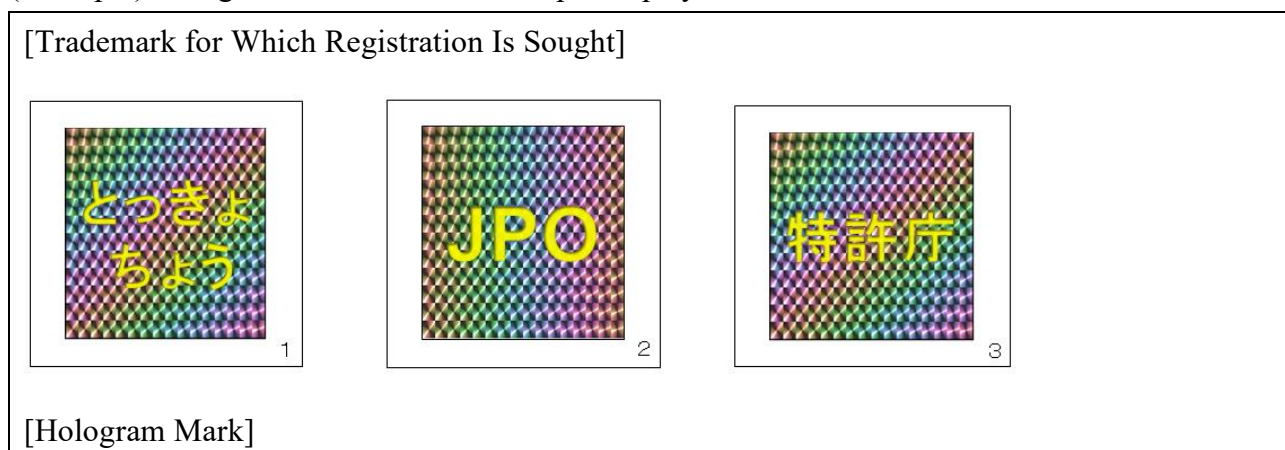 [Trademark for Which Registration Is Sought]
とっきょ
ちょう
1
JPO
2
特許庁
3
[Hologram Mark]